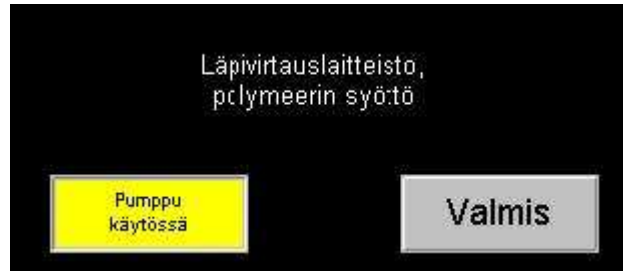 Läpivirtauslaitteisto,
polymeerin syöttö
Pumppu
käytössä
Valmis